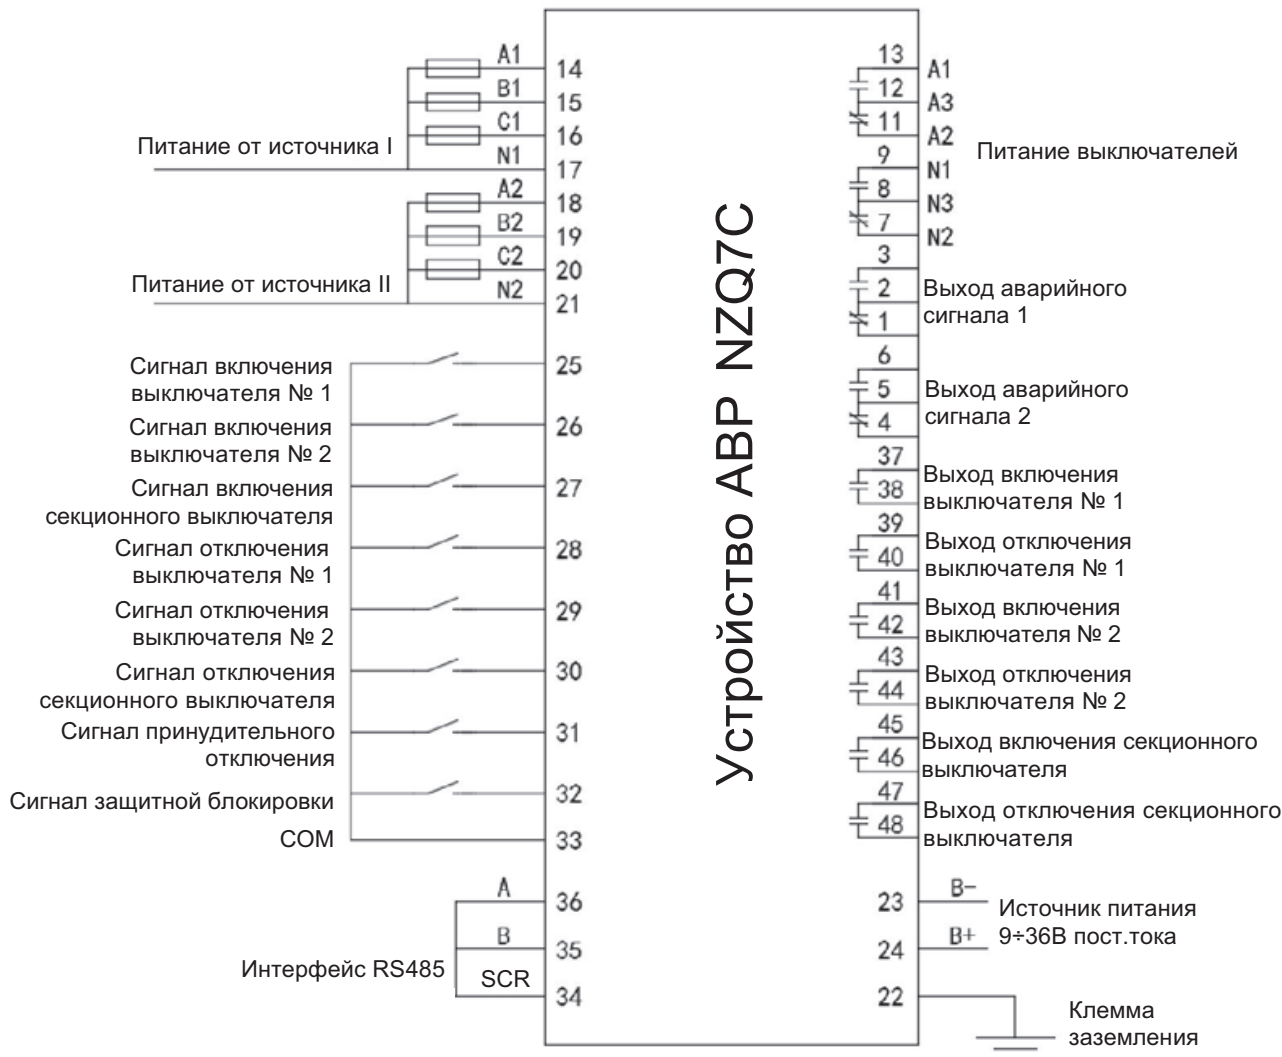 A1
14
B1
15
C1
16
Питание от источника I
N1
17
A2
18
B2
19
C2
20
Питание от источника II
N2
21
Сигнал включения
выключателя № 1
25
Сигнал включения
выключателя № 2
26
Сигнал включения
секционного выключателя
27
Сигнал отключения
выключателя № 1
28
Сигнал отключения
выключателя № 2
29
Сигнал отключения
секционного выключателя
30
Сигнал принудительного
отключения
31
Сигнал защитной блокировки
32
COM
33
A
36
B
35
Интерфейс RS485
SCR
34
Устройство АВР NZQ7C
13
A1
12
A3
11
A2
Питание выключателей
9
N1
8
N3
7
N2
3
2
1
Выход аварийного
сигнала 1
6
5
4
Выход аварийного
сигнала 2
37
38
Выход включения
выключателя № 1
39
40
Выход отключения
выключателя № 1
41
42
Выход включения
выключателя № 2
43
44
Выход отключения
выключателя № 2
45
46
Выход включения секционного
выключателя
47
48
Выход отключения секционного
выключателя
23
B−
24
B+
Источник питания
9÷36В пост.тока
22
Клемма
заземления